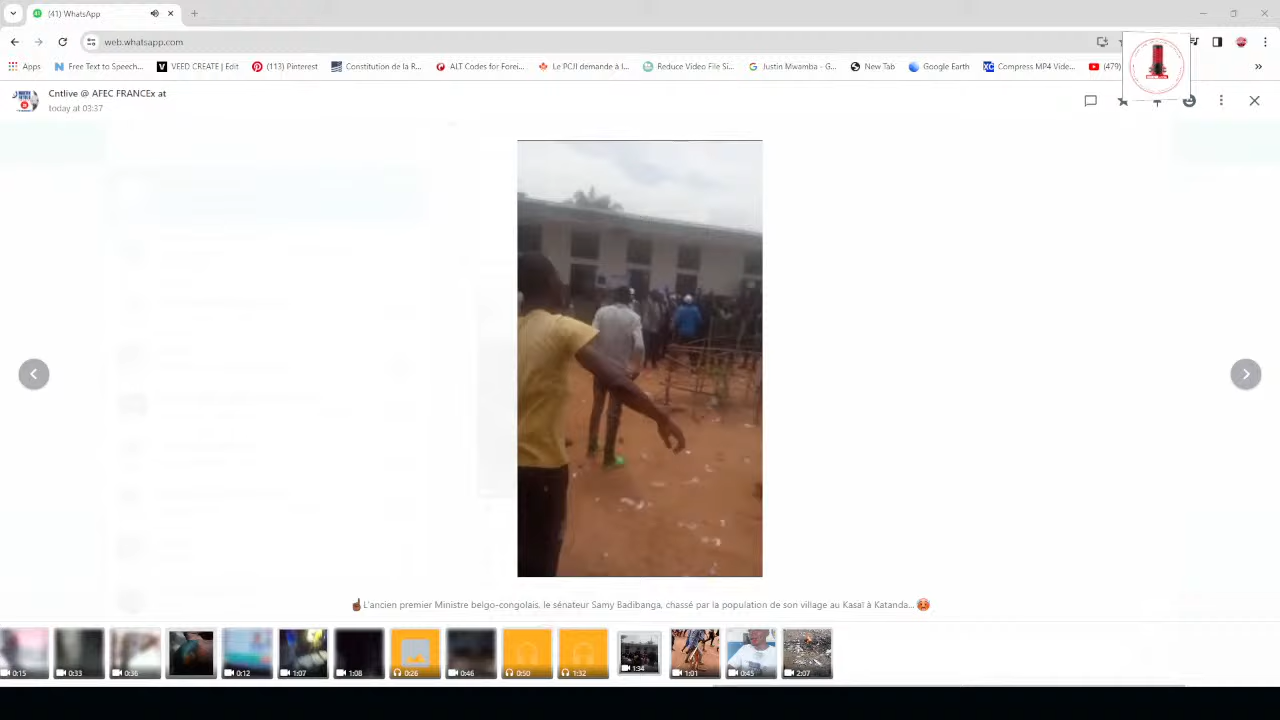 (41) WhatsApp
web.whatsapp.com
Apps
Free Text to Speech...
VEED CREATE | Edit
(113) Pinterest
Constitution de la R...
ALT Codes for Forei...
Le PCJI demande à l...
Reduce Video File Si...
Justin Mwamba - G...
New Tab
Google Earth
Compress MP4 Vide...
(479)
Cntlive @ AFEC FRANCEx at
today at 03:37
L'ancien premier Ministre belgo-congolais, le sénateur Samy Badibanga, chassé par la population de son village au Kasaï à Katanda...
0:15
0:33
0:36
0:12
1:07
1:08
0:26
0:46
0:50
1:32
1:34
1:01
0:45
2:07